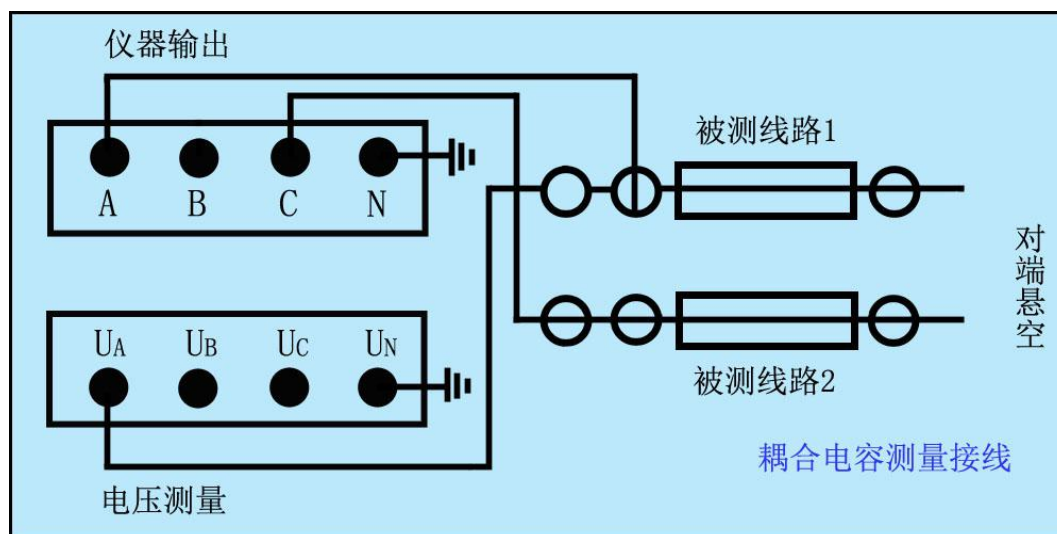 仪器输出
A B C N
被测线路1
对端悬空
UA UB UC UN
被测线路2
耦合电容测量接线
电压测量